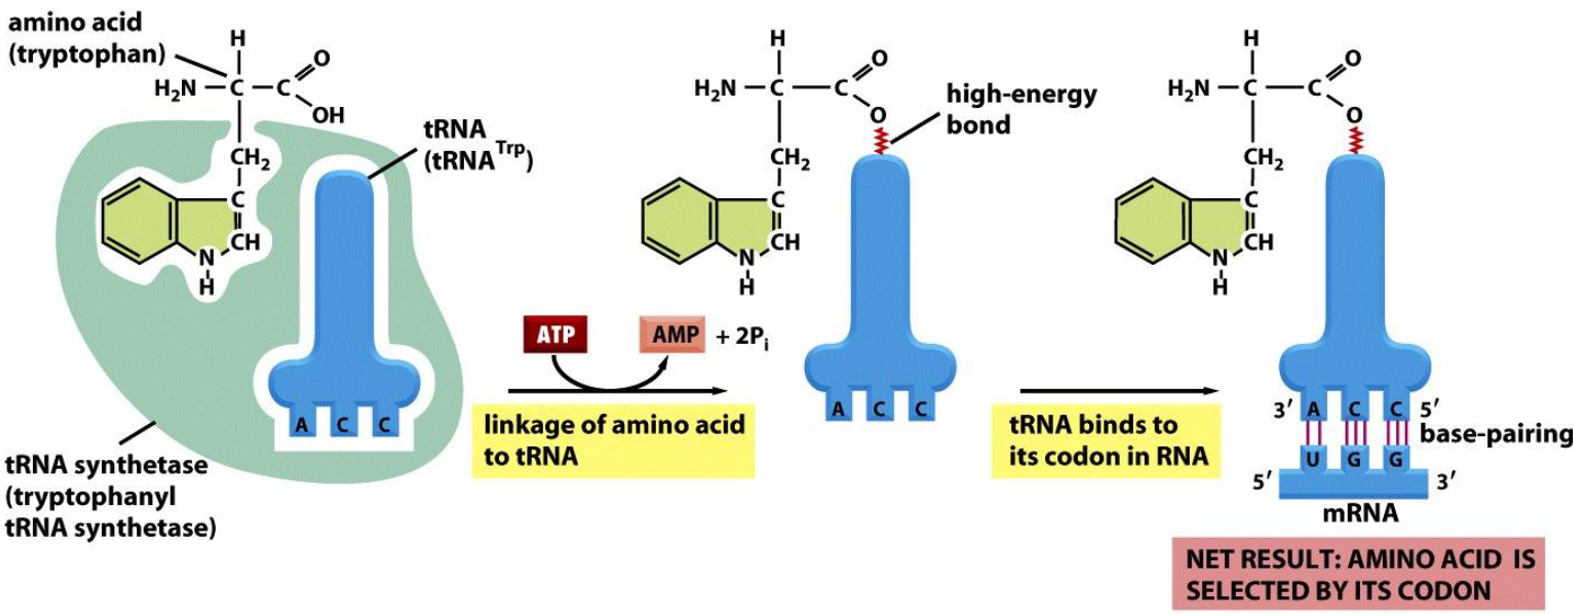 amino acid
(tryptophan)
H
H₂N C C O
OH
CH₂
C
CH
N
H
tRNA
(tRNA^Trp)
A C C
tRNA synthetase
(tryptophanyl
tRNA synthetase)
ATP AMP + 2Pᵢ
linkage of amino acid
to tRNA
H
H₂N C C O
O
high-energy
bond
CH₂
C
CH
N
H
A C C
tRNA binds to
its codon in RNA
H
H₂N C C O
O
CH₂
C
CH
N
H
3′ A C C 5′
base-pairing
U G G
5′ 3′
mRNA
NET RESULT: AMINO ACID IS
SELECTED BY ITS CODON